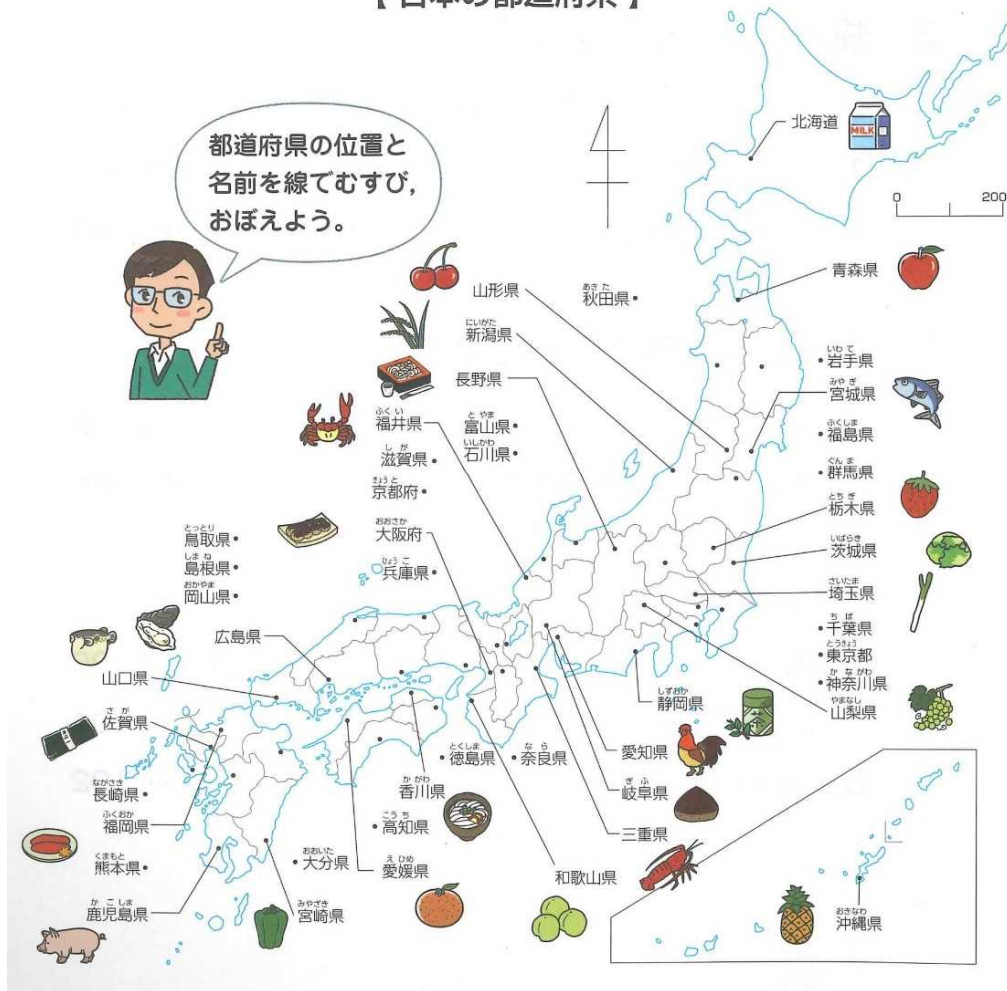 【 日本の都道府県 】
都道府県の位置と
名前を線でむすび,
おぼえよう。
北海道
MILK
0 200
青森県
山形県
あきた
秋田県
にいがた
新潟県
長野県
いわて
岩手県
みやぎ
宮城県
ふくしま
福島県
ぐんま
群馬県
とちぎ
栃木県
いばらき
茨城県
さいたま
埼玉県
ちば
千葉県
とうきょう
東京都
かながわ
神奈川県
やまなし
山梨県
ふくい
福井県
とやま
富山県
いしかわ
石川県
しが
滋賀県
きょうと
京都府
おおさか
大阪府
ひょうご
兵庫県
とっとり
鳥取県
しまね
島根県
おかやま
岡山県
広島県
山口県
さが
佐賀県
ながさき
長崎県
ふくおか
福岡県
くまもと
熊本県
かごしま
鹿児島県
おおいた
大分県
みやざき
宮崎県
かがわ
香川県
とくしま
徳島県
なら
奈良県
こうち
高知県
えひめ
愛媛県
しずおか
静岡県
愛知県
ぎふ
岐阜県
三重県
和歌山県
おきなわ
沖縄県